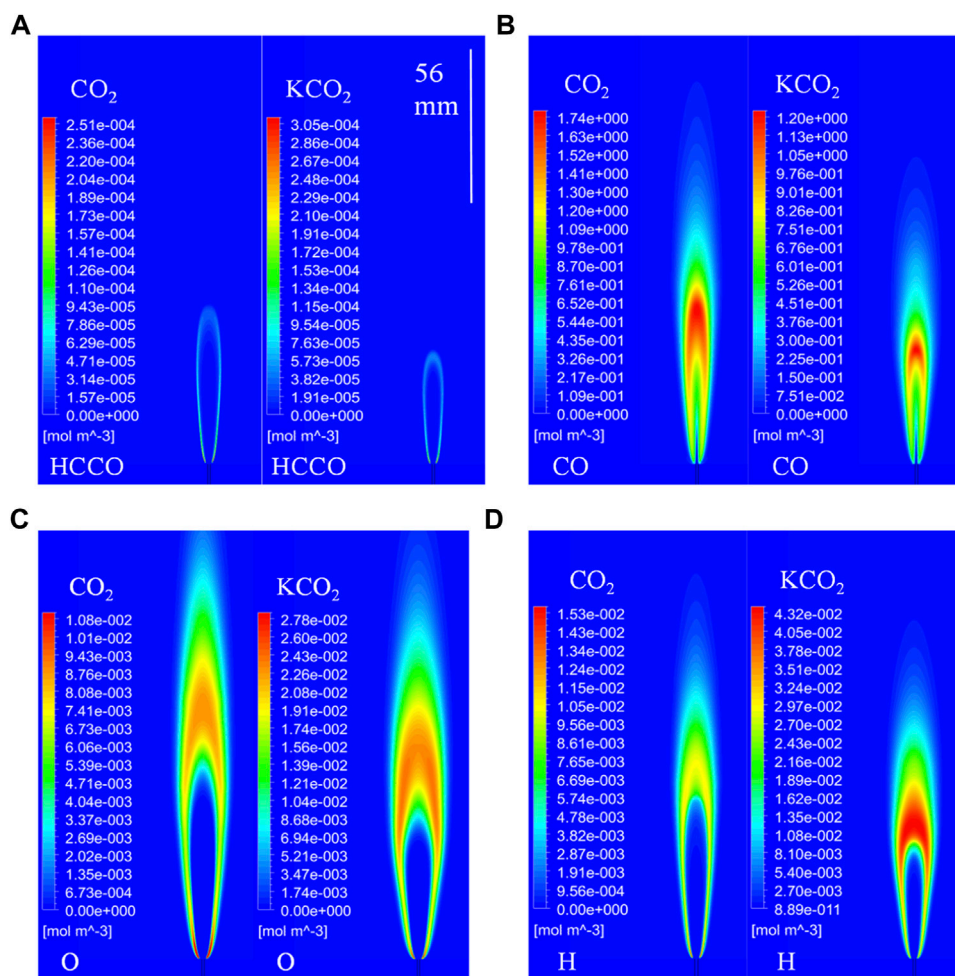 A
CO2
2.51e-004
2.36e-004
2.20e-004
2.04e-004
1.89e-004
1.73e-004
1.57e-004
1.41e-004
1.26e-004
1.10e-004
9.43e-005
7.86e-005
6.29e-005
4.71e-005
3.14e-005
1.57e-005
0.00e+000
[mol m^-3]
HCCO
KCO2
3.05e-004
2.86e-004
2.67e-004
2.48e-004
2.29e-004
2.10e-004
1.91e-004
1.72e-004
1.53e-004
1.34e-004
1.15e-004
9.54e-005
7.63e-005
5.73e-005
3.82e-005
1.91e-005
0.00e+000
[mol m^-3]
HCCO
56
mm
B
CO2
1.74e+000
1.63e+000
1.52e+000
1.41e+000
1.30e+000
1.20e+000
1.09e+000
9.78e-001
8.70e-001
7.61e-001
6.52e-001
5.44e-001
4.35e-001
3.26e-001
2.17e-001
1.09e-001
0.00e+000
[mol m^-3]
CO
KCO2
1.20e+000
1.13e+000
1.05e+000
9.76e-001
9.01e-001
8.26e-001
7.51e-001
6.76e-001
6.01e-001
5.26e-001
4.51e-001
3.76e-001
3.00e-001
2.25e-001
1.50e-001
7.51e-002
0.00e+000
[mol m^-3]
CO
C
CO2
1.08e-002
1.01e-002
9.43e-003
8.76e-003
8.08e-003
7.41e-003
6.73e-003
6.06e-003
5.39e-003
4.71e-003
4.04e-003
3.37e-003
2.69e-003
2.02e-003
1.35e-003
6.73e-004
0.00e+000
[mol m^-3]
O
KCO2
2.78e-002
2.60e-002
2.43e-002
2.26e-002
2.08e-002
1.91e-002
1.74e-002
1.56e-002
1.39e-002
1.21e-002
1.04e-002
8.68e-003
6.94e-003
5.21e-003
3.47e-003
1.74e-003
0.00e+000
[mol m^-3]
O
D
CO2
1.53e-002
1.43e-002
1.34e-002
1.24e-002
1.15e-002
1.05e-002
9.56e-003
8.61e-003
7.65e-003
6.69e-003
5.74e-003
4.78e-003
3.82e-003
2.87e-003
1.91e-003
9.56e-004
0.00e+000
[mol m^-3]
H
KCO2
4.32e-002
4.05e-002
3.78e-002
3.51e-002
3.24e-002
2.97e-002
2.70e-002
2.43e-002
2.16e-002
1.89e-002
1.62e-002
1.35e-002
1.08e-002
8.10e-003
5.40e-003
2.70e-003
8.89e-011
[mol m^-3]
H